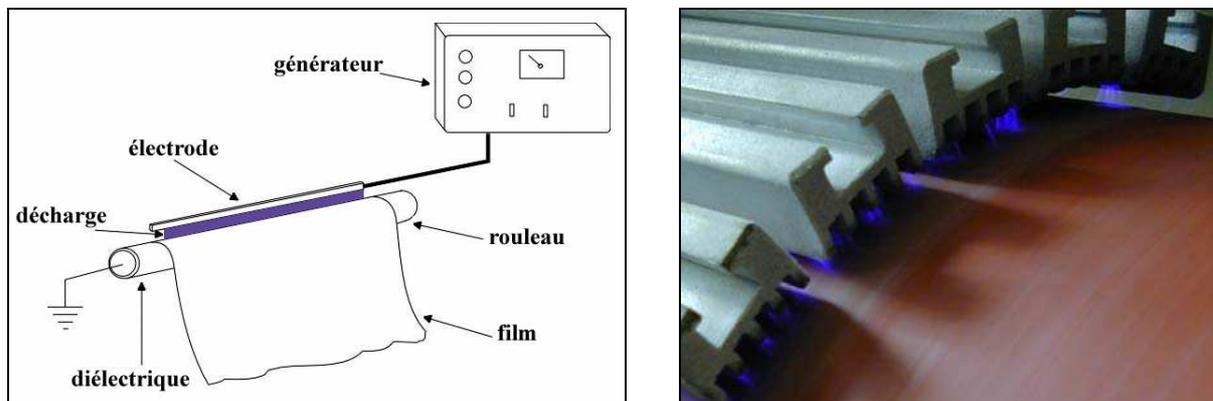 générateur
électrode
décharge
rouleau
film
diélectrique